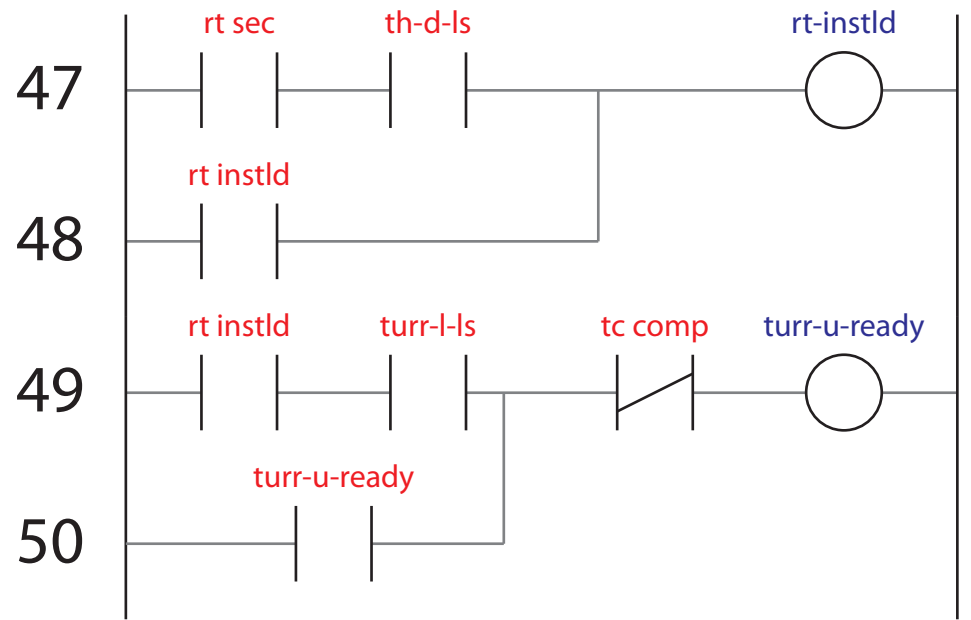 rt sec th-d-ls rt-instld
47
rt instld
48
rt instld turr-l-ls tc comp turr-u-ready
49
turr-u-ready
50